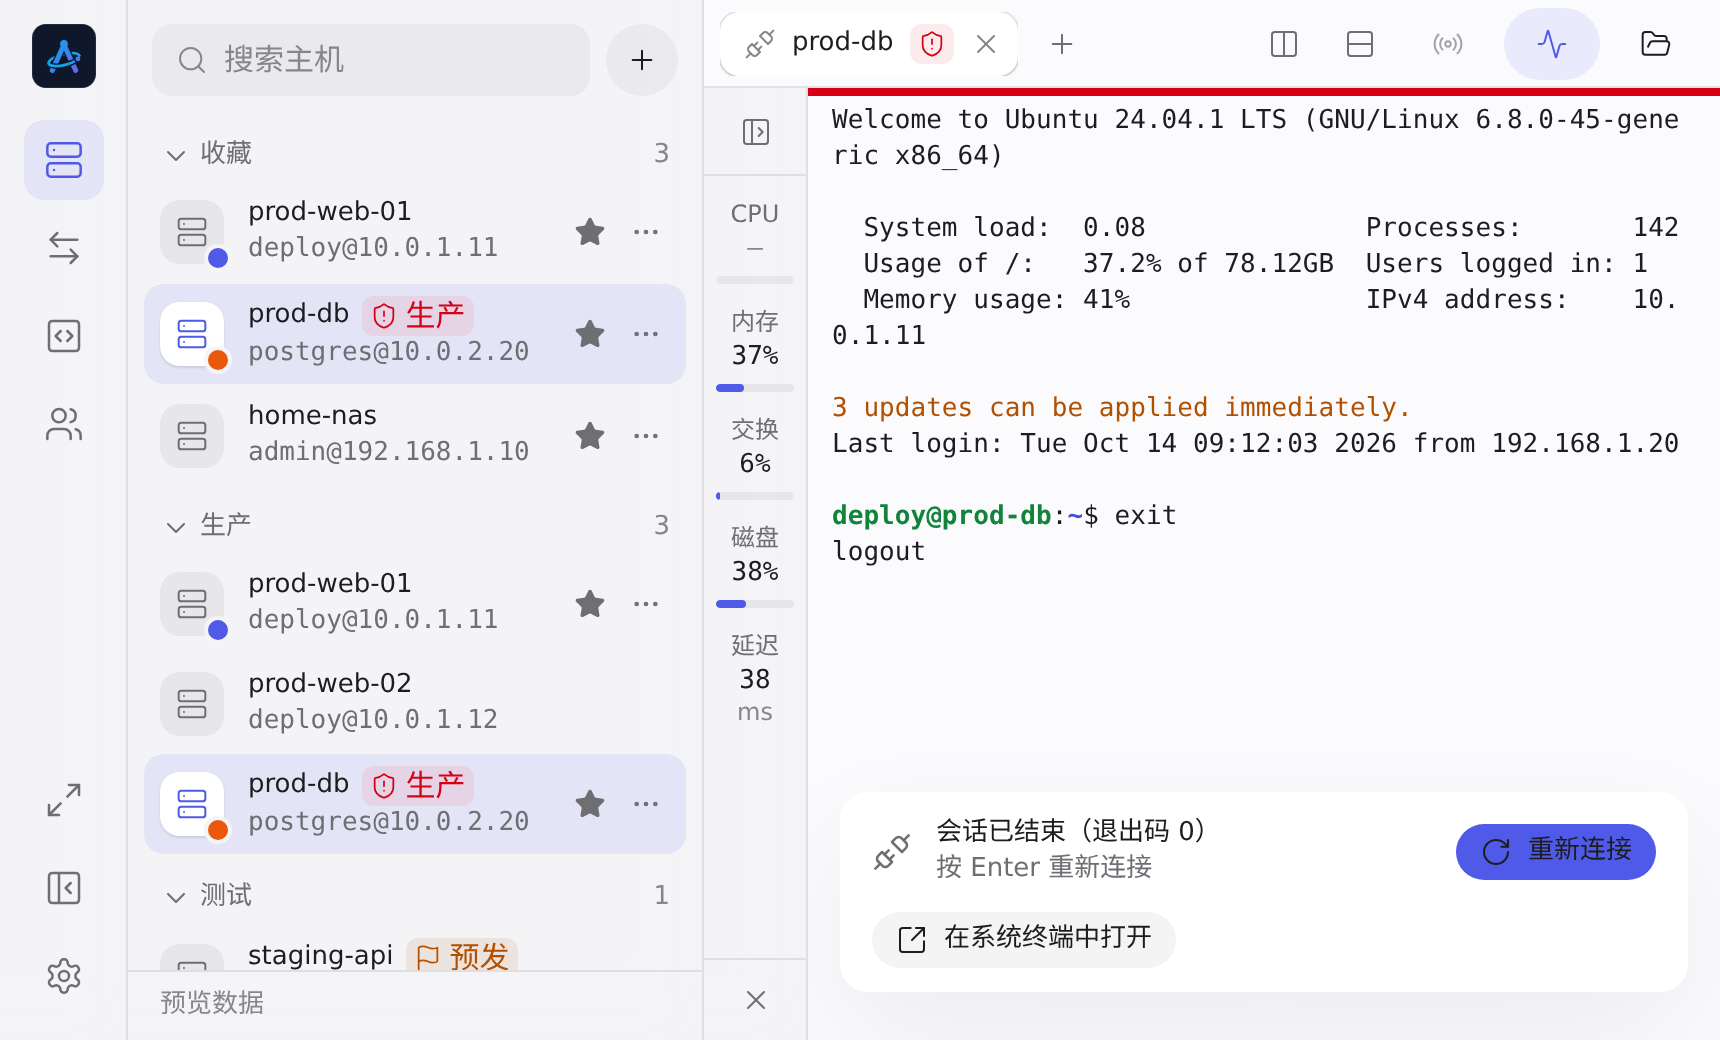 搜索主机
收藏 3
prod-web-01
deploy@10.0.1.11
prod-db 生产
postgres@10.0.2.20
home-nas
admin@192.168.1.10
生产 3
prod-web-01
deploy@10.0.1.11
prod-web-02
deploy@10.0.1.12
prod-db 生产
postgres@10.0.2.20
测试 1
staging-api 预发
预览数据
prod-db
CPU
—
内存
37%
交换
6%
磁盘
38%
延迟
38
ms
Welcome to Ubuntu 24.04.1 LTS (GNU/Linux 6.8.0-45-gene
ric x86_64)
System load: 0.08 Processes: 142
Usage of /: 37.2% of 78.12GB Users logged in: 1
Memory usage: 41% IPv4 address: 10.
0.1.11
3 updates can be applied immediately.
Last login: Tue Oct 14 09:12:03 2026 from 192.168.1.20
deploy@prod-db:~$ exit
logout
会话已结束（退出码 0）
按 Enter 重新连接
重新连接
在系统终端中打开